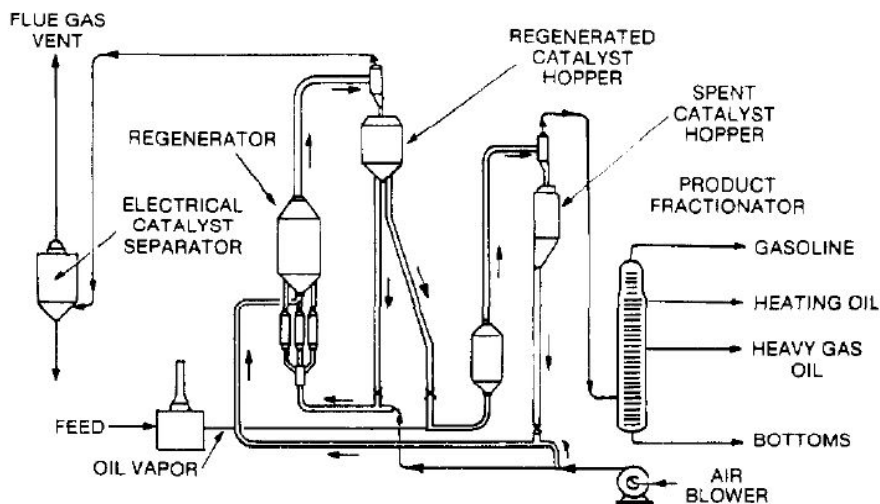 FLUE GAS
VENT
REGENERATED
CATALYST
HOPPER
SPENT
CATALYST
HOPPER
REGENERATOR
ELECTRICAL
CATALYST
SEPARATOR
PRODUCT
FRACTIONATOR
GASOLINE
HEATING OIL
HEAVY GAS
OIL
FEED
OIL VAPOR
BOTTOMS
AIR
BLOWER